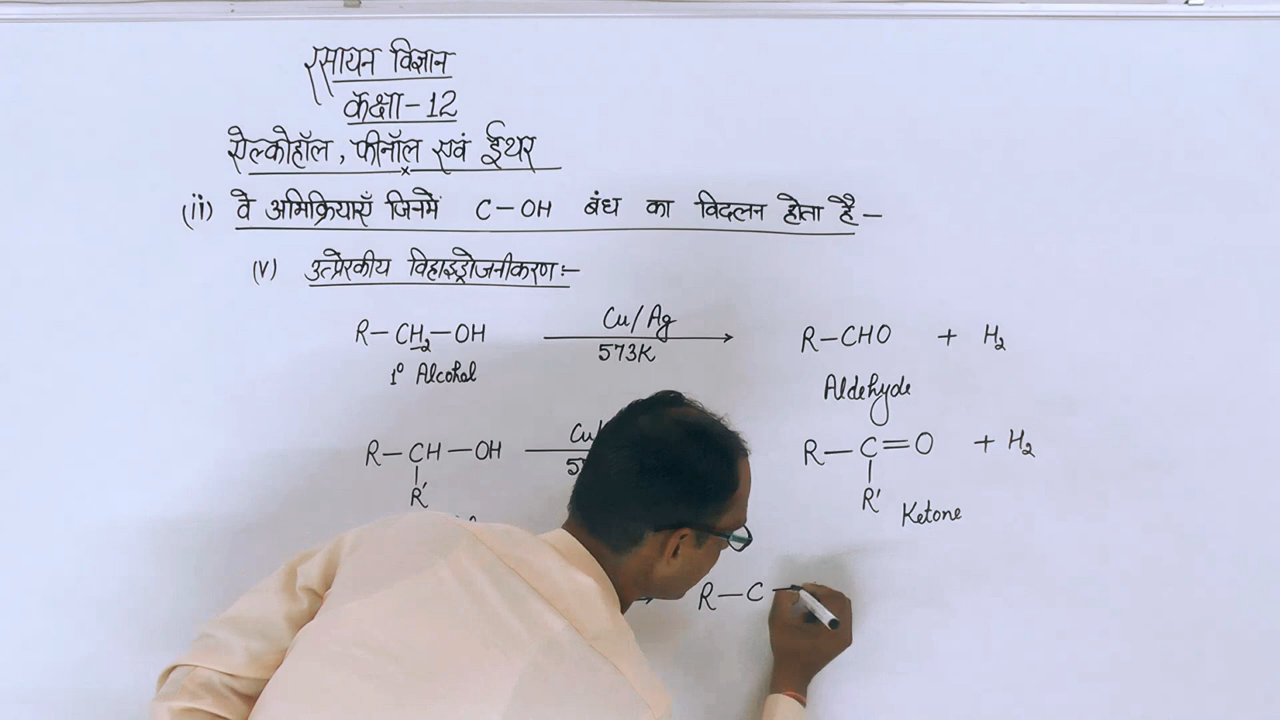 रसायन विज्ञान
कक्षा-12
ऐल्कोहॉल, फीनॉल एवं ईथर
(ii) वे अभिक्रियाएँ जिनमें C-OH बंध का विदलन होता है -
(v) उत्प्रेरकीय विहाइड्रोजनीकरण :-
R-CH₂-OH Cu/Ag 573K R-CHO + H₂
1° Alcohol Aldehyde
R-CH-OH Cu/ R-C=O + H₂
R' R' Ketone
R-C-